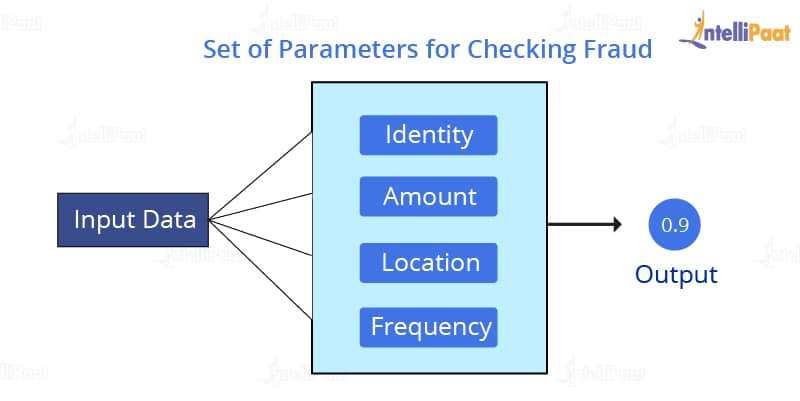 IntelliPaat
Set of Parameters for Checking Fraud
Identity
Amount
Input Data
Location
Frequency
0.9
Output